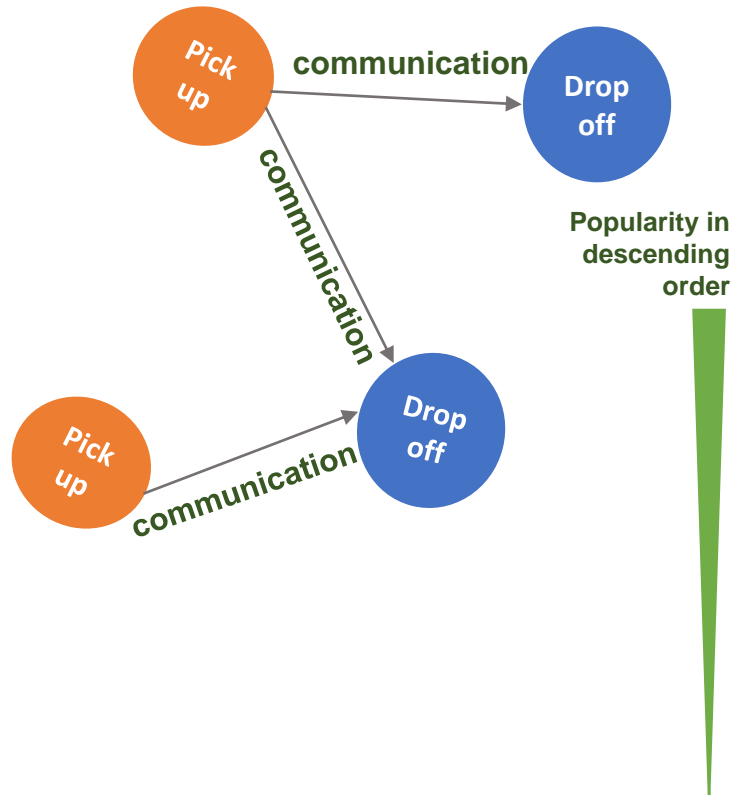 Pick
up
communication
Drop
off
communication
Popularity in
descending
order
Pick
up
communication
Drop
off